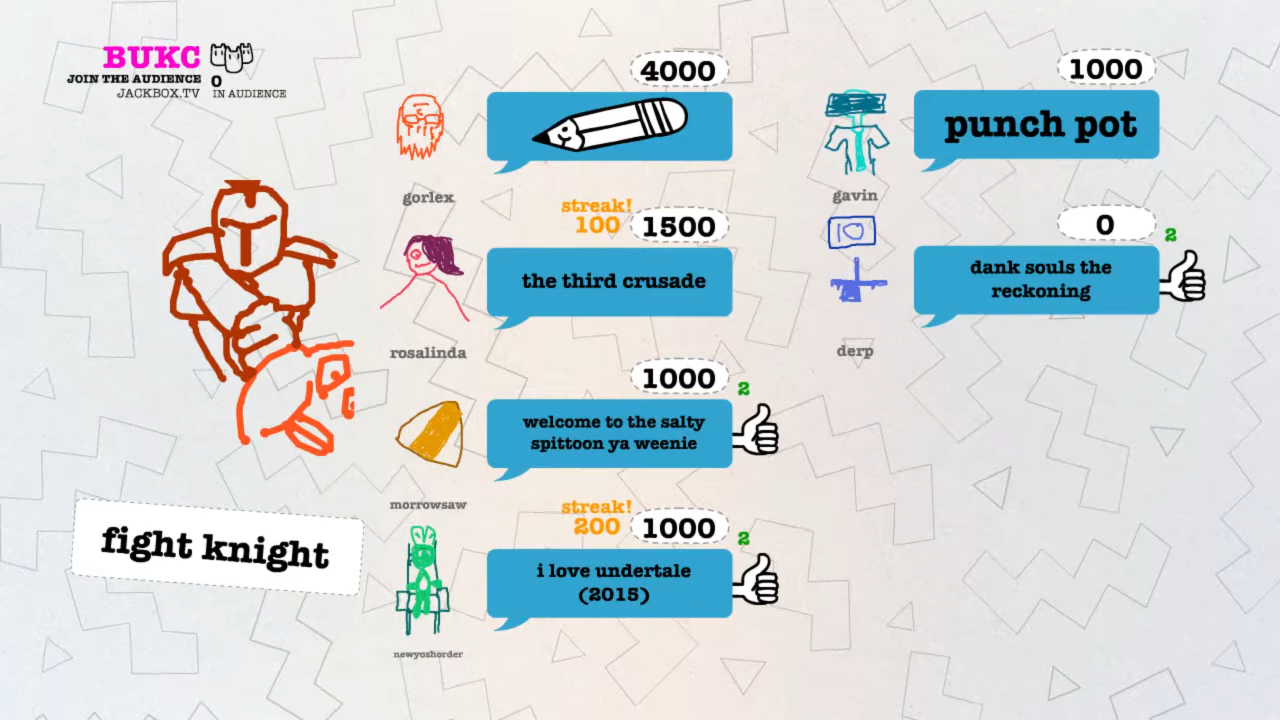 BUKC
JOIN THE AUDIENCE
JACKBOX.TV
0
IN AUDIENCE
fight knight
4000
gorlex
streak!
100
1500
the third crusade
rosalinda
1000
2
welcome to the salty
spittoon ya weenie
morrowsaw
streak!
200
1000
2
i love undertale
(2015)
newyoshorder
1000
punch pot
gavin
0
2
dank souls the
reckoning
derp